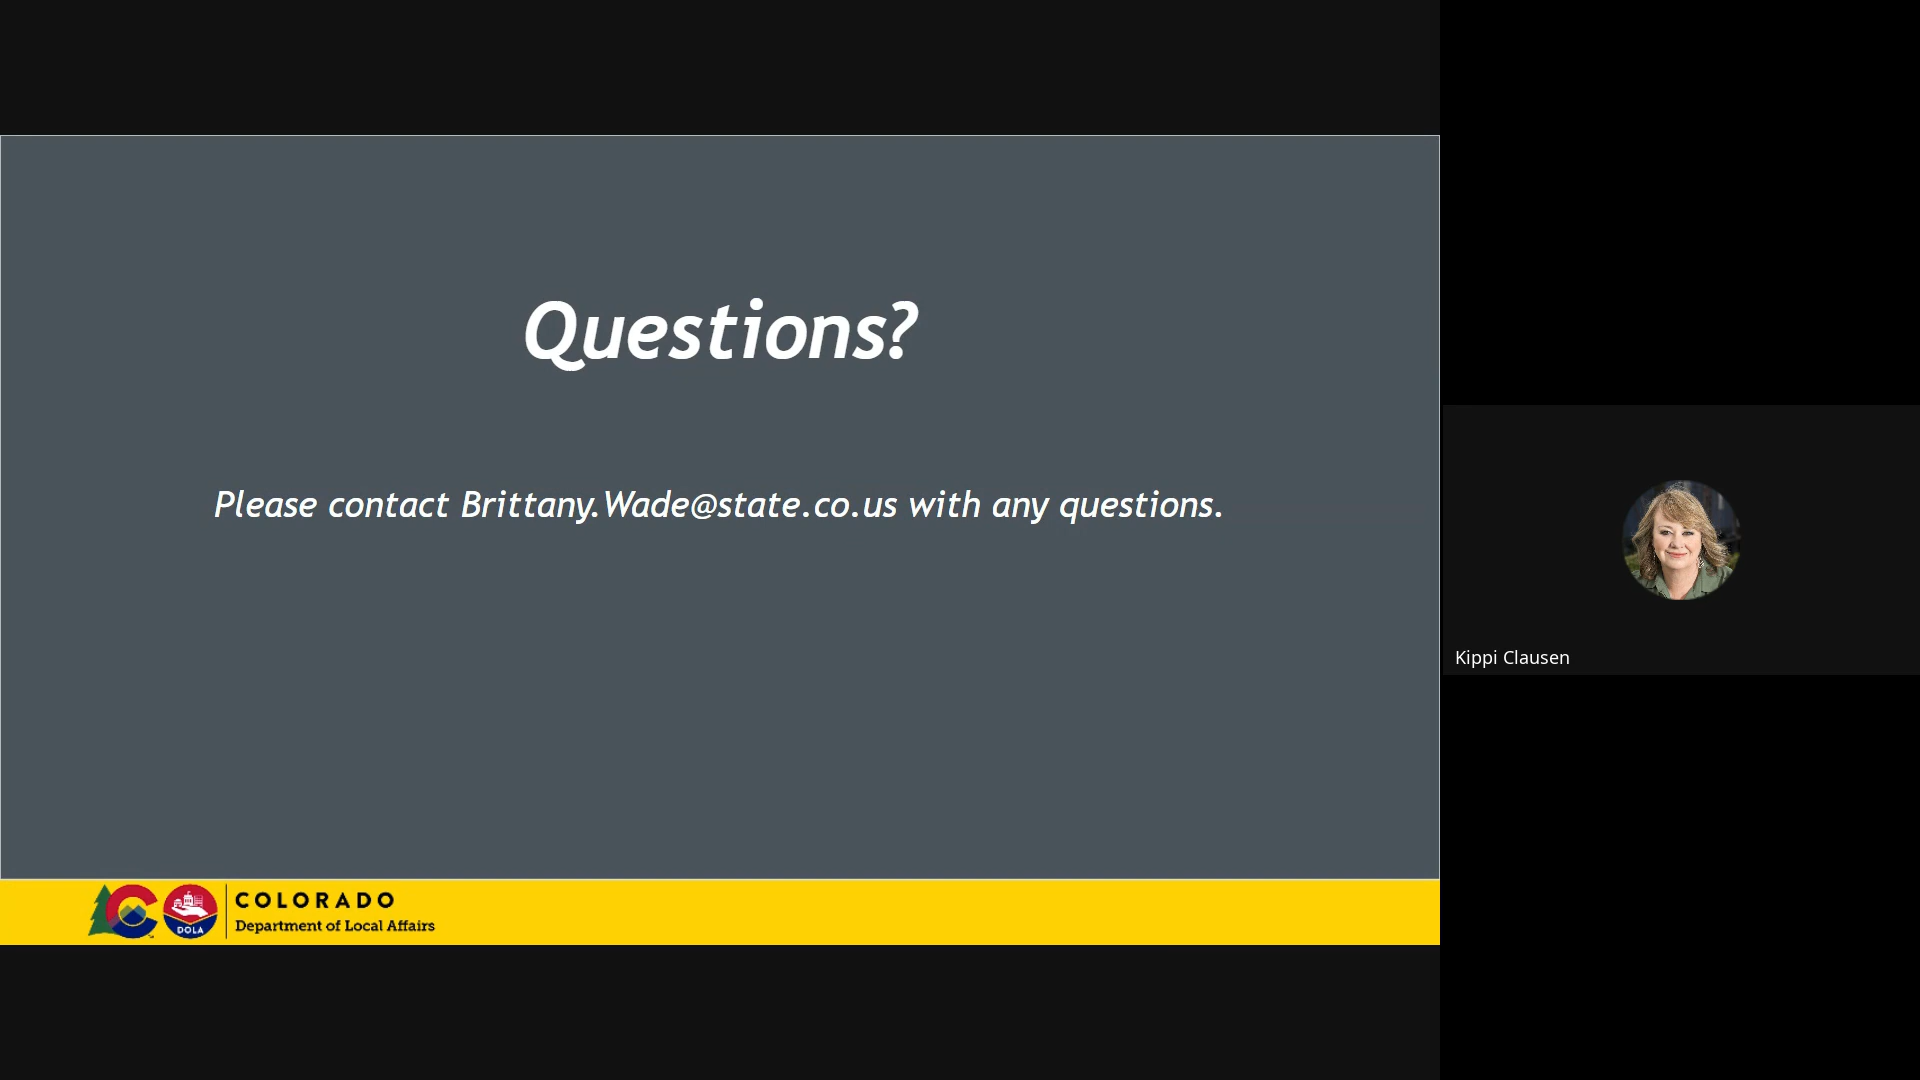 Questions?
Please contact Brittany.Wade@state.co.us with any questions.
Kippi Clausen
DOLA
COLORADO
Department of Local Affairs